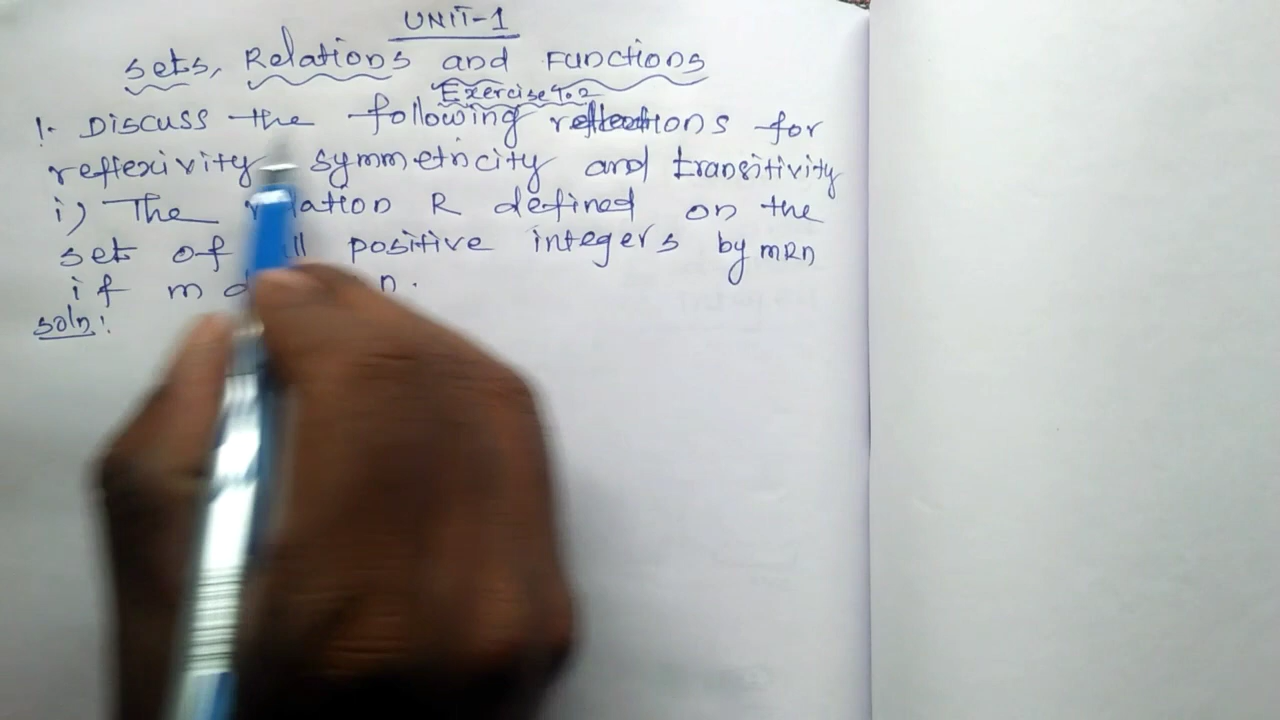 UNIT-1
Sets, Relations and Functions
Exercise 1.2
1. Discuss the following relations for
reflexivity symmetricity and transitivity
i) The R defined on the
set of positive integers by mRn
if m n.
soln: